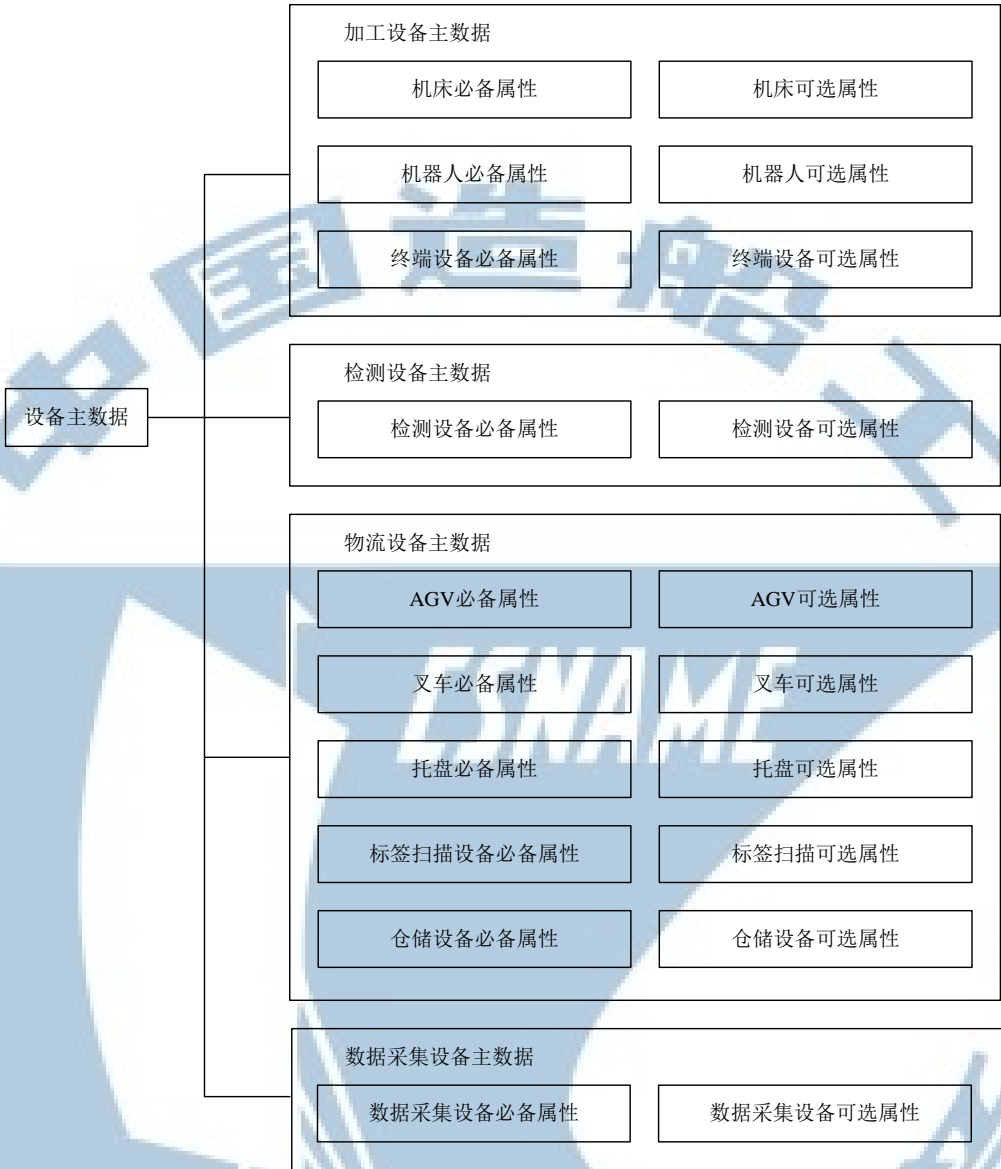 加工设备主数据
机床必备属性 机床可选属性
机器人必备属性 机器人可选属性
终端设备必备属性 终端设备可选属性
检测设备主数据
设备主数据
检测设备必备属性 检测设备可选属性
物流设备主数据
AGV必备属性 AGV可选属性
叉车必备属性 叉车可选属性
托盘必备属性 托盘可选属性
标签扫描设备必备属性 标签扫描可选属性
仓储设备必备属性 仓储设备可选属性
数据采集设备主数据
数据采集设备必备属性 数据采集设备可选属性
中国造船工
CSNAME